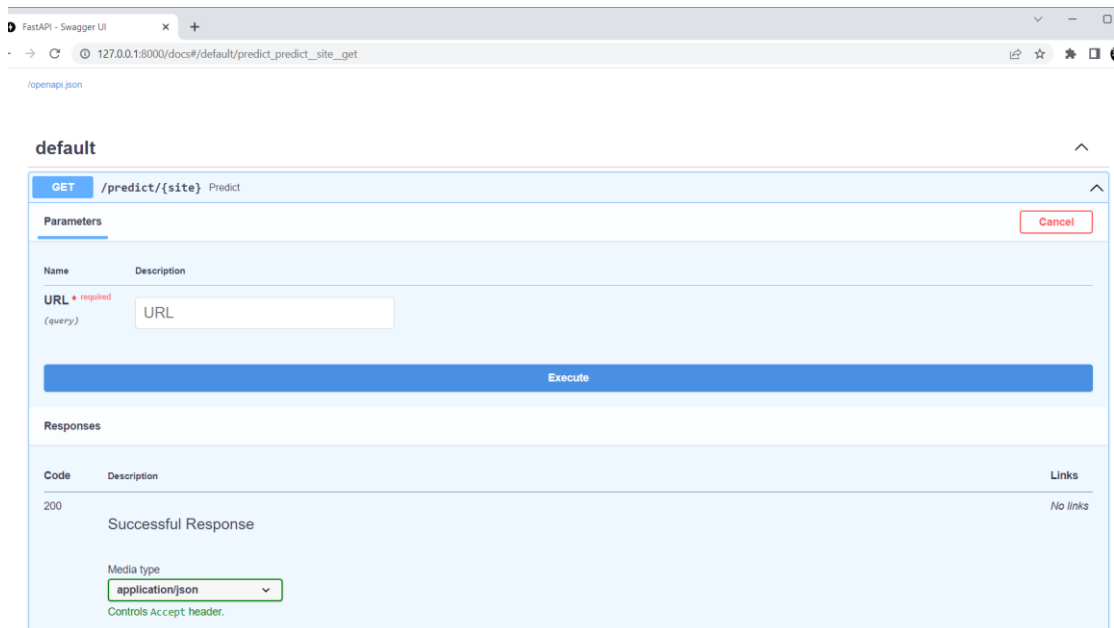 FastAPI - Swagger UI
127.0.0.1:8000/docs#/default/predict_predict__site__get
/openapi.json
default
GET /predict/{site} Predict
Parameters Cancel
Name Description
URL * required
(query)
URL
Execute
Responses
Code Description Links
200 No links
Successful Response
Media type
application/json
Controls Accept header.